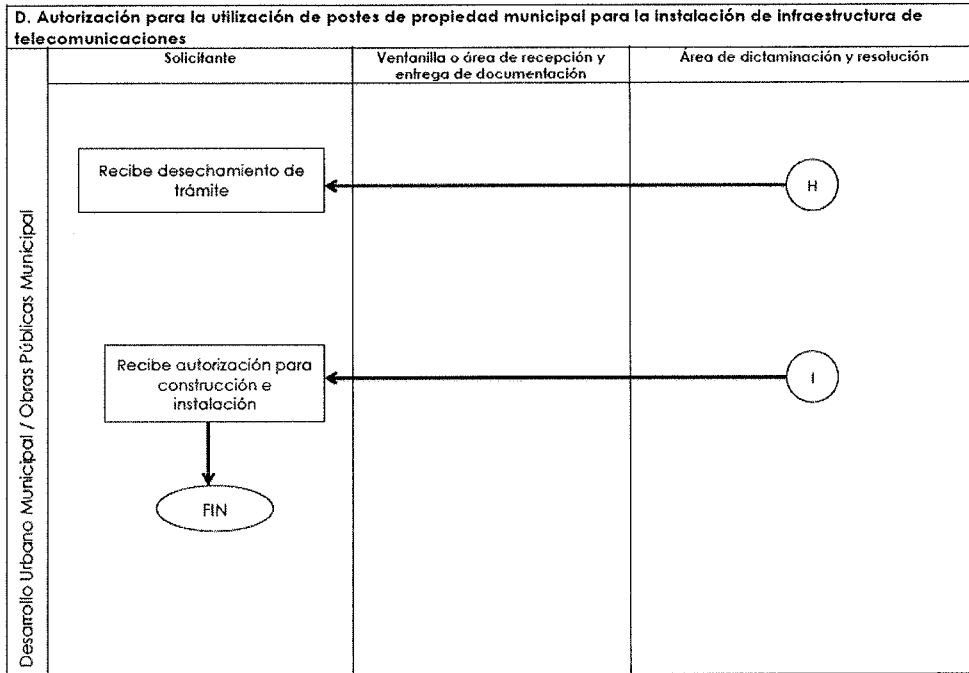 D. Autorización para la utilización de postes de propiedad municipal para la instalación de infraestructura de
telecomunicaciones
Solicitante
Ventanilla o área de recepción y
entrega de documentación
Área de dictaminación y resolución
Desarrollo Urbano Municipal / Obras Públicas Municipal
Recibe desechamiento de
trámite
H
Recibe autorización para
construcción e
instalación
I
FIN